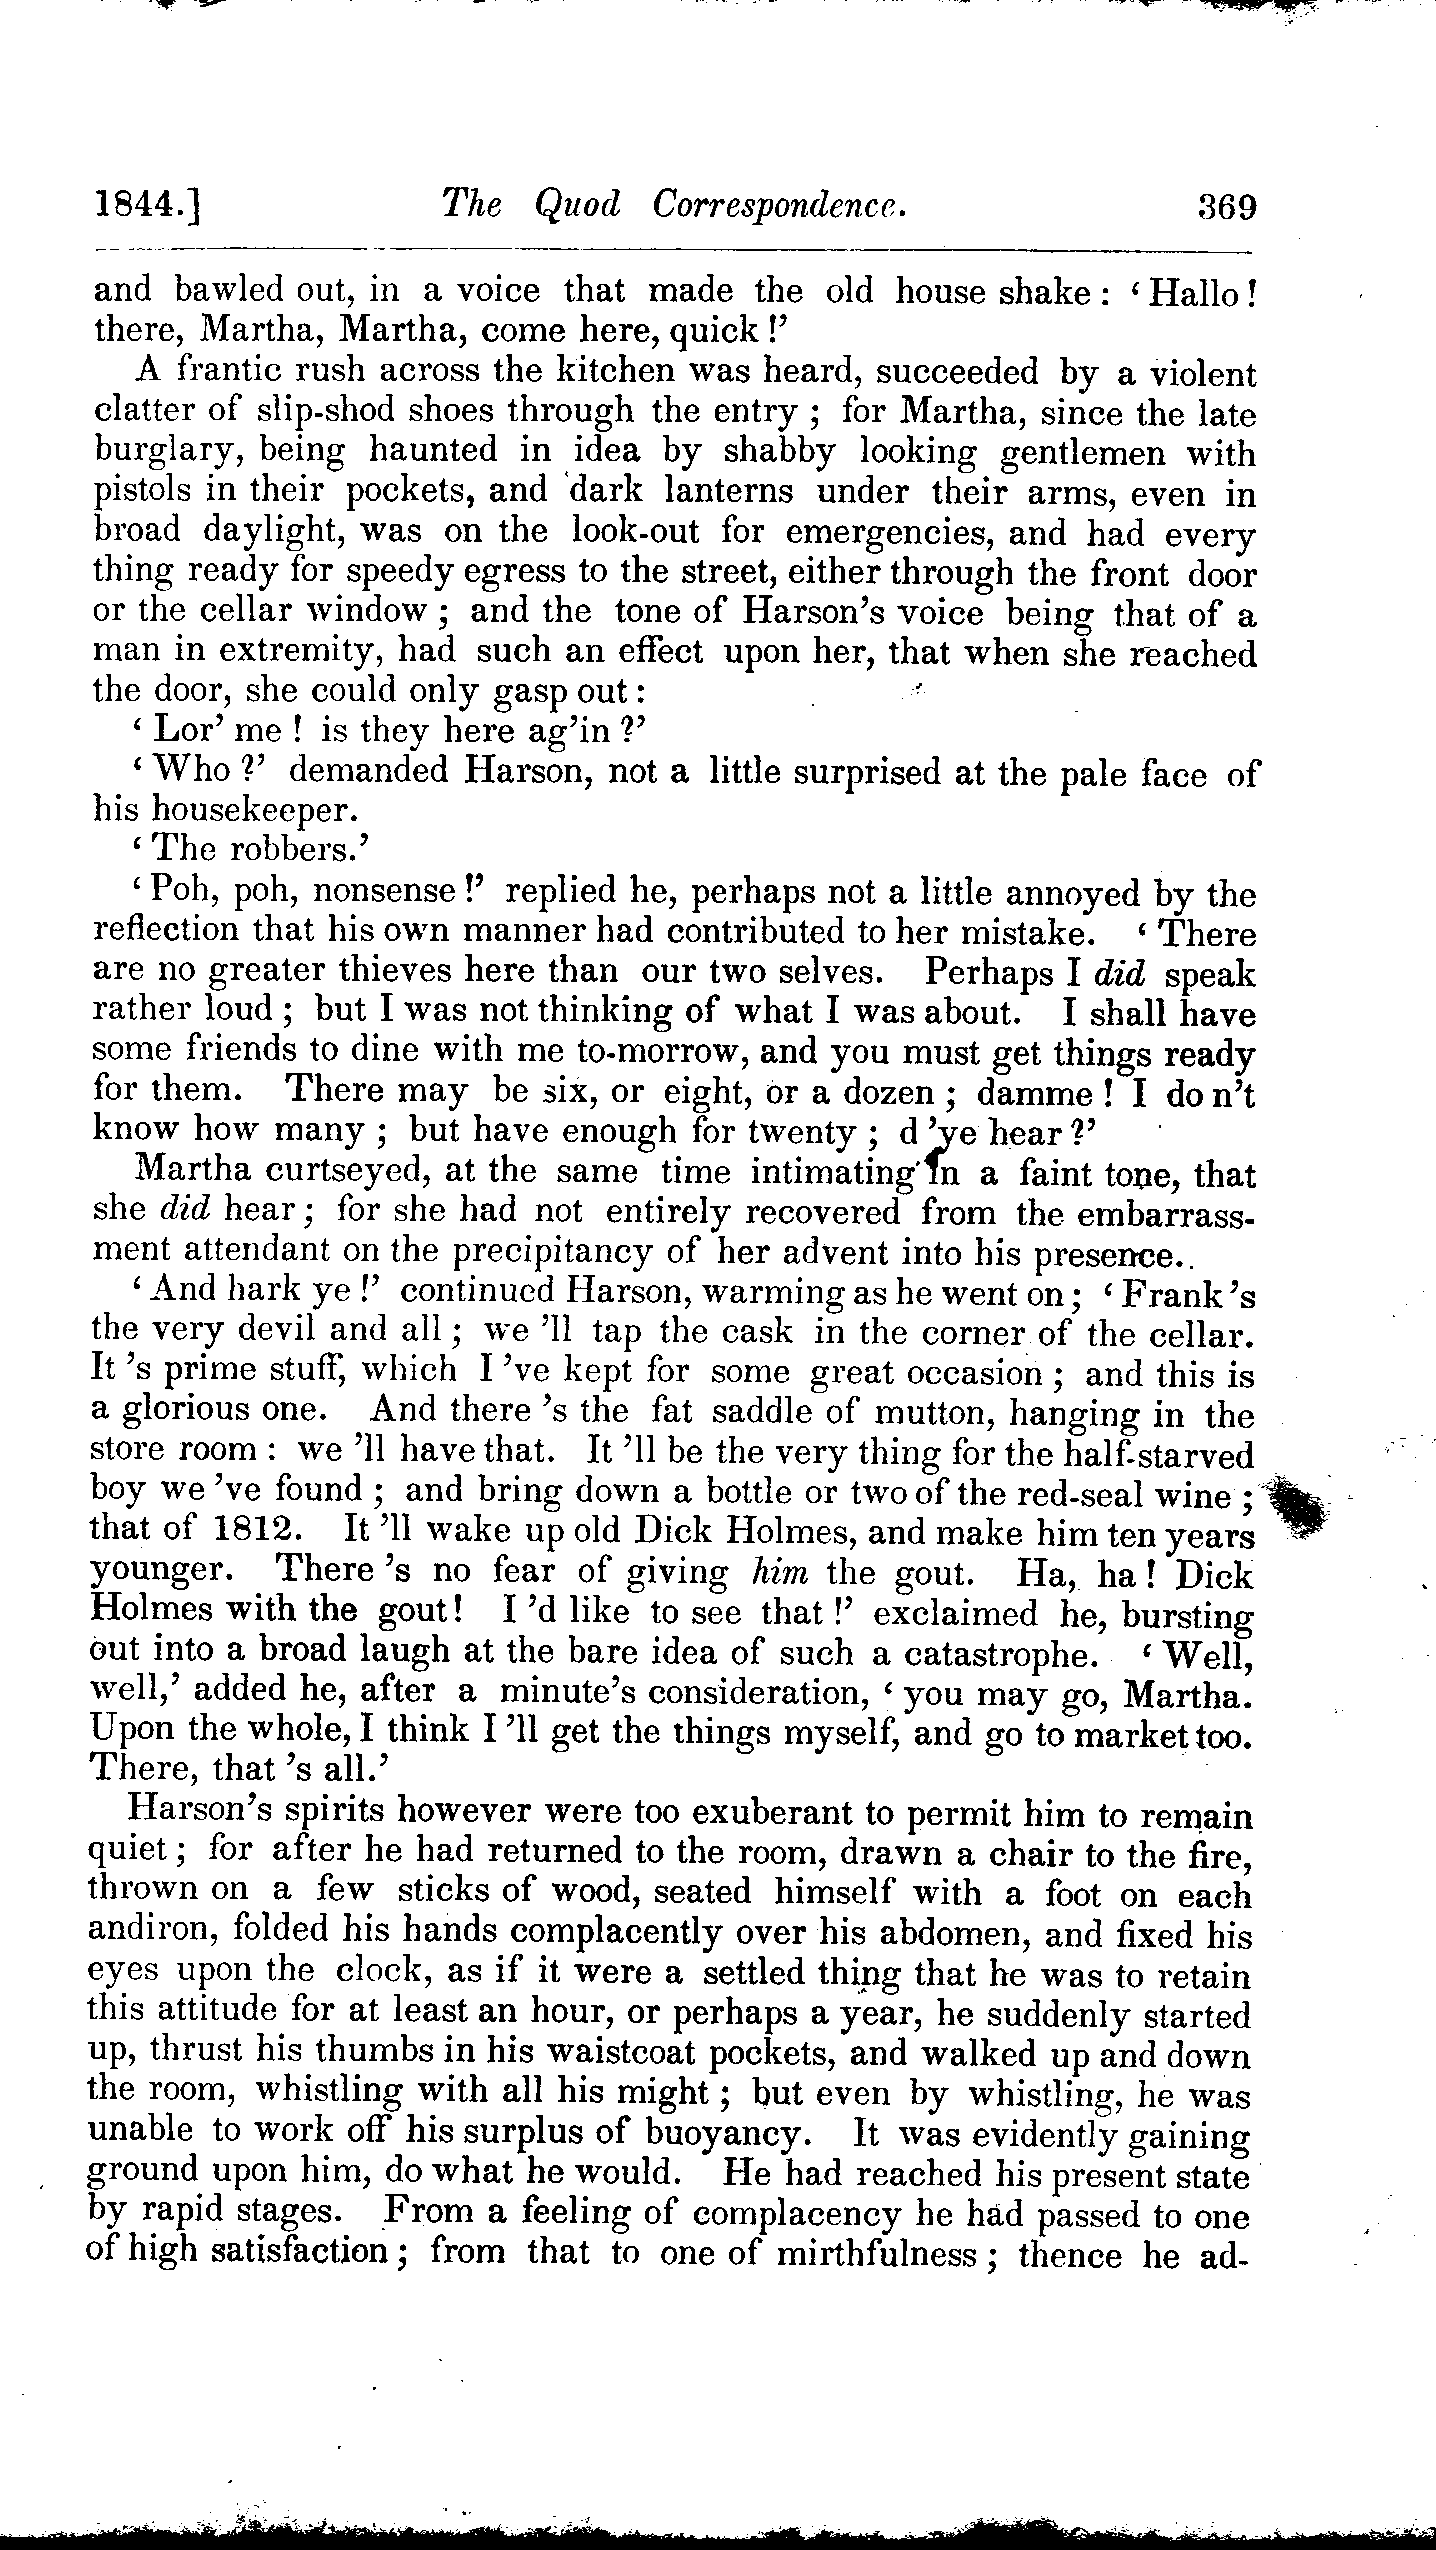 1844.] The Quod Correspondence. 369
and bawled out, in a voice that made the old house shake : ‘ Hallo !
there, Martha, Martha, come here, quick !’
A frantic rush across the kitchen was heard, succeeded by a violent
clatter of slip-shod shoes through the entry ; for Martha, since the late
burglary, being haunted in idea by shabby looking gentlemen with
pistols in their pockets, and dark lanterns under their arms, even in
broad daylight, was on the look-out for emergencies, and had every
thing ready for speedy egress to the street, either through the front door
or the cellar window ; and the tone of Harson’s voice being that of a
man in extremity, had such an effect upon her, that when she reached
the door, she could only gasp out :
‘ Lor’ me ! is they here ag’in ?’
‘ Who ?’ demanded Harson, not a little surprised at the pale face of
his housekeeper.
‘ The robbers.’
‘ Poh, poh, nonsense !’ replied he, perhaps not a little annoyed by the
reflection that his own manner had contributed to her mistake. ‘ There
are no greater thieves here than our two selves. Perhaps I did speak
rather loud ; but I was not thinking of what I was about. I shall have
some friends to dine with me to-morrow, and you must get things ready
for them. There may be six, or eight, or a dozen ; damme ! I do n’t
know how many ; but have enough for twenty ; d ’ye hear ?’
Martha curtseyed, at the same time intimating in a faint tone, that
she did hear ; for she had not entirely recovered from the embarrass-
ment attendant on the precipitancy of her advent into his presence..
‘ And hark ye !’ continued Harson, warming as he went on ; ‘ Frank ’s
the very devil and all ; we ’ll tap the cask in the corner of the cellar.
It ’s prime stuff, which I ’ve kept for some great occasion ; and this is
a glorious one. And there ’s the fat saddle of mutton, hanging in the
store room : we ’ll have that. It ’ll be the very thing for the half-starved
boy we ’ve found ; and bring down a bottle or two of the red-seal wine ;
that of 1812. It ’ll wake up old Dick Holmes, and make him ten years
younger. There ’s no fear of giving him the gout. Ha, ha ! Dick
Holmes with the gout ! I ’d like to see that !’ exclaimed he, bursting
out into a broad laugh at the bare idea of such a catastrophe. ‘ Well,
well,’ added he, after a minute’s consideration, ‘ you may go, Martha.
Upon the whole, I think I ’ll get the things myself, and go to market too.
There, that ’s all.’
Harson’s spirits however were too exuberant to permit him to remain
quiet ; for after he had returned to the room, drawn a chair to the fire,
thrown on a few sticks of wood, seated himself with a foot on each
andiron, folded his hands complacently over his abdomen, and fixed his
eyes upon the clock, as if it were a settled thing that he was to retain
this attitude for at least an hour, or perhaps a year, he suddenly started
up, thrust his thumbs in his waistcoat pockets, and walked up and down
the room, whistling with all his might ; but even by whistling, he was
unable to work off his surplus of buoyancy. It was evidently gaining
ground upon him, do what he would. He had reached his present state
by rapid stages. From a feeling of complacency he had passed to one
of high satisfaction ; from that to one of mirthfulness ; thence he ad-